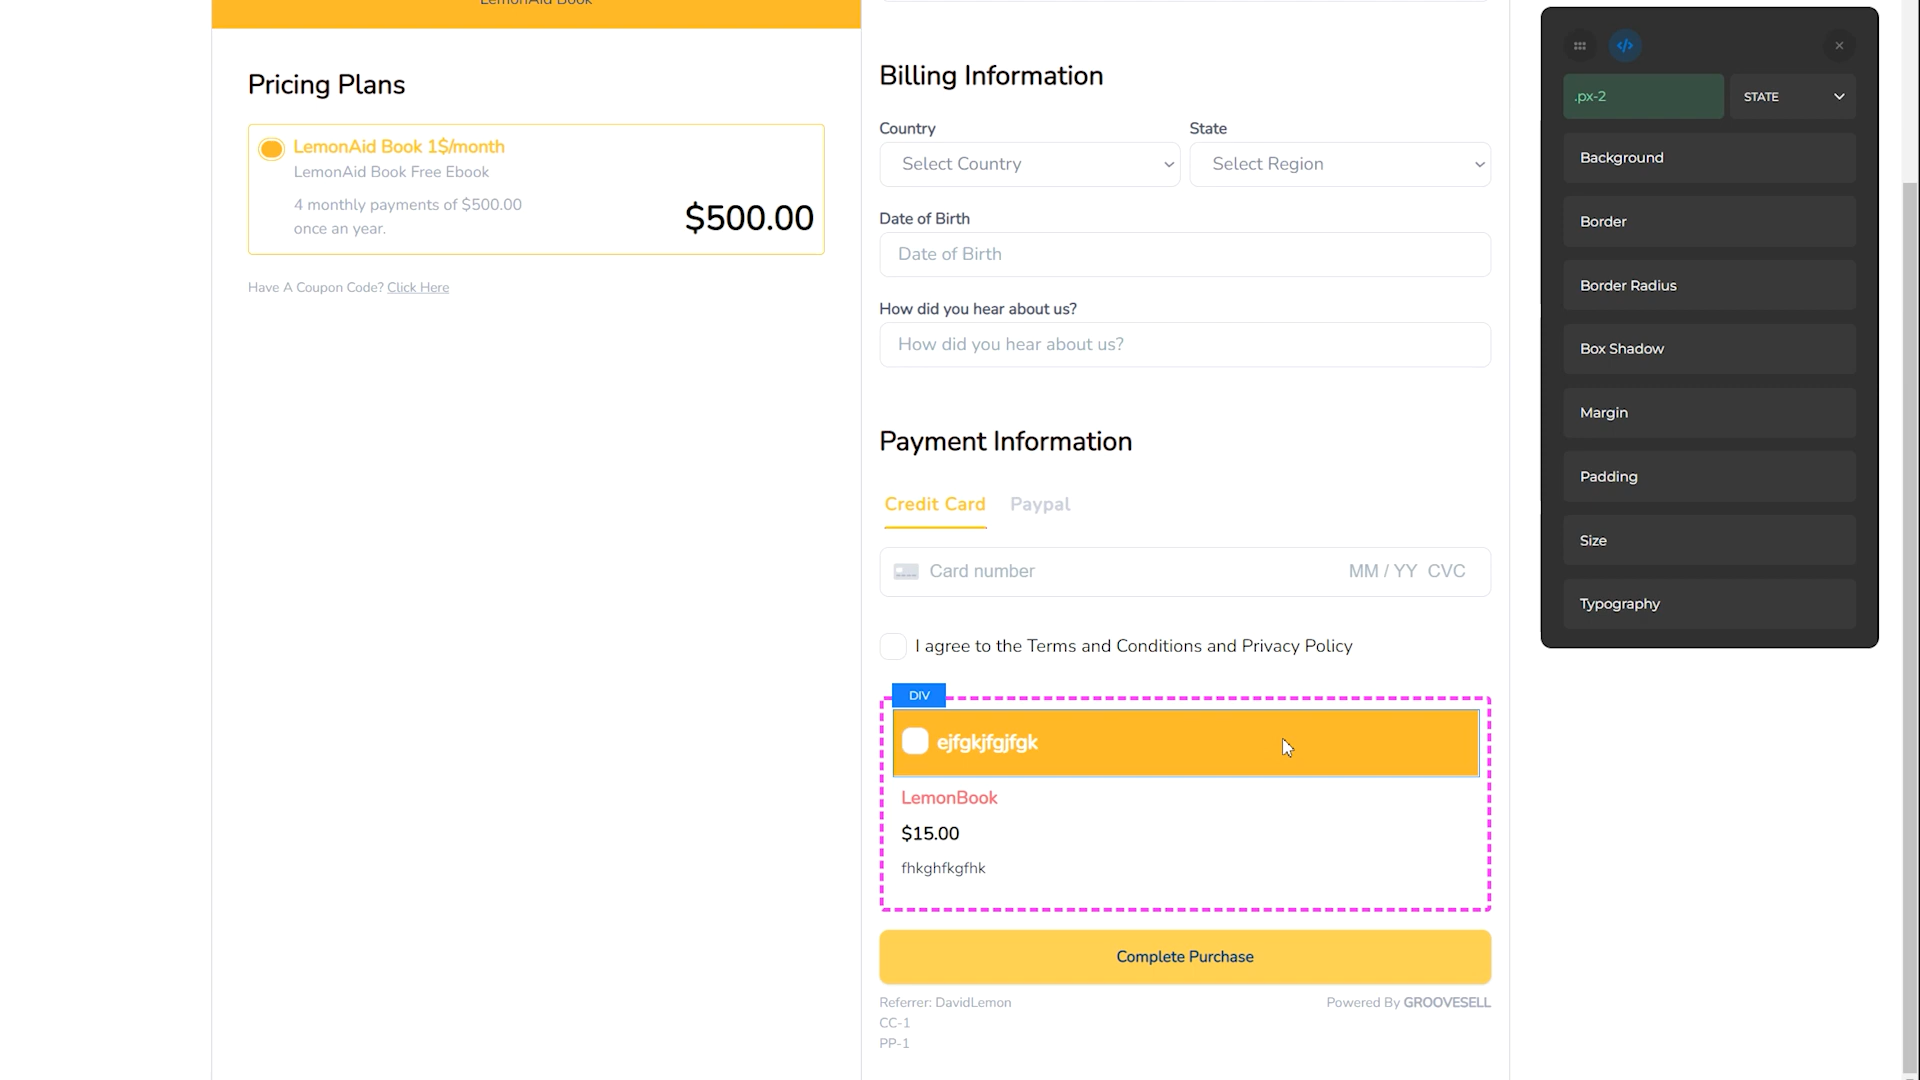 LemonAid Book
Pricing Plans
LemonAid Book 1$/month
LemonAid Book Free Ebook
4 monthly payments of $500.00
once an year.
$500.00
Have A Coupon Code? Click Here
Billing Information
Country
State
Select Country
Select Region
Date of Birth
Date of Birth
How did you hear about us?
How did you hear about us?
Payment Information
Credit Card
Paypal
Card number
MM / YY CVC
I agree to the Terms and Conditions and Privacy Policy
DIV
ejfgkjfgjfgk
LemonBook
$15.00
fhkghfkgfhk
Complete Purchase
Referrer: DavidLemon
Powered By GROOVESELL
CC-1
PP-1
</>
.px-2
STATE
Background
Border
Border Radius
Box Shadow
Margin
Padding
Size
Typography